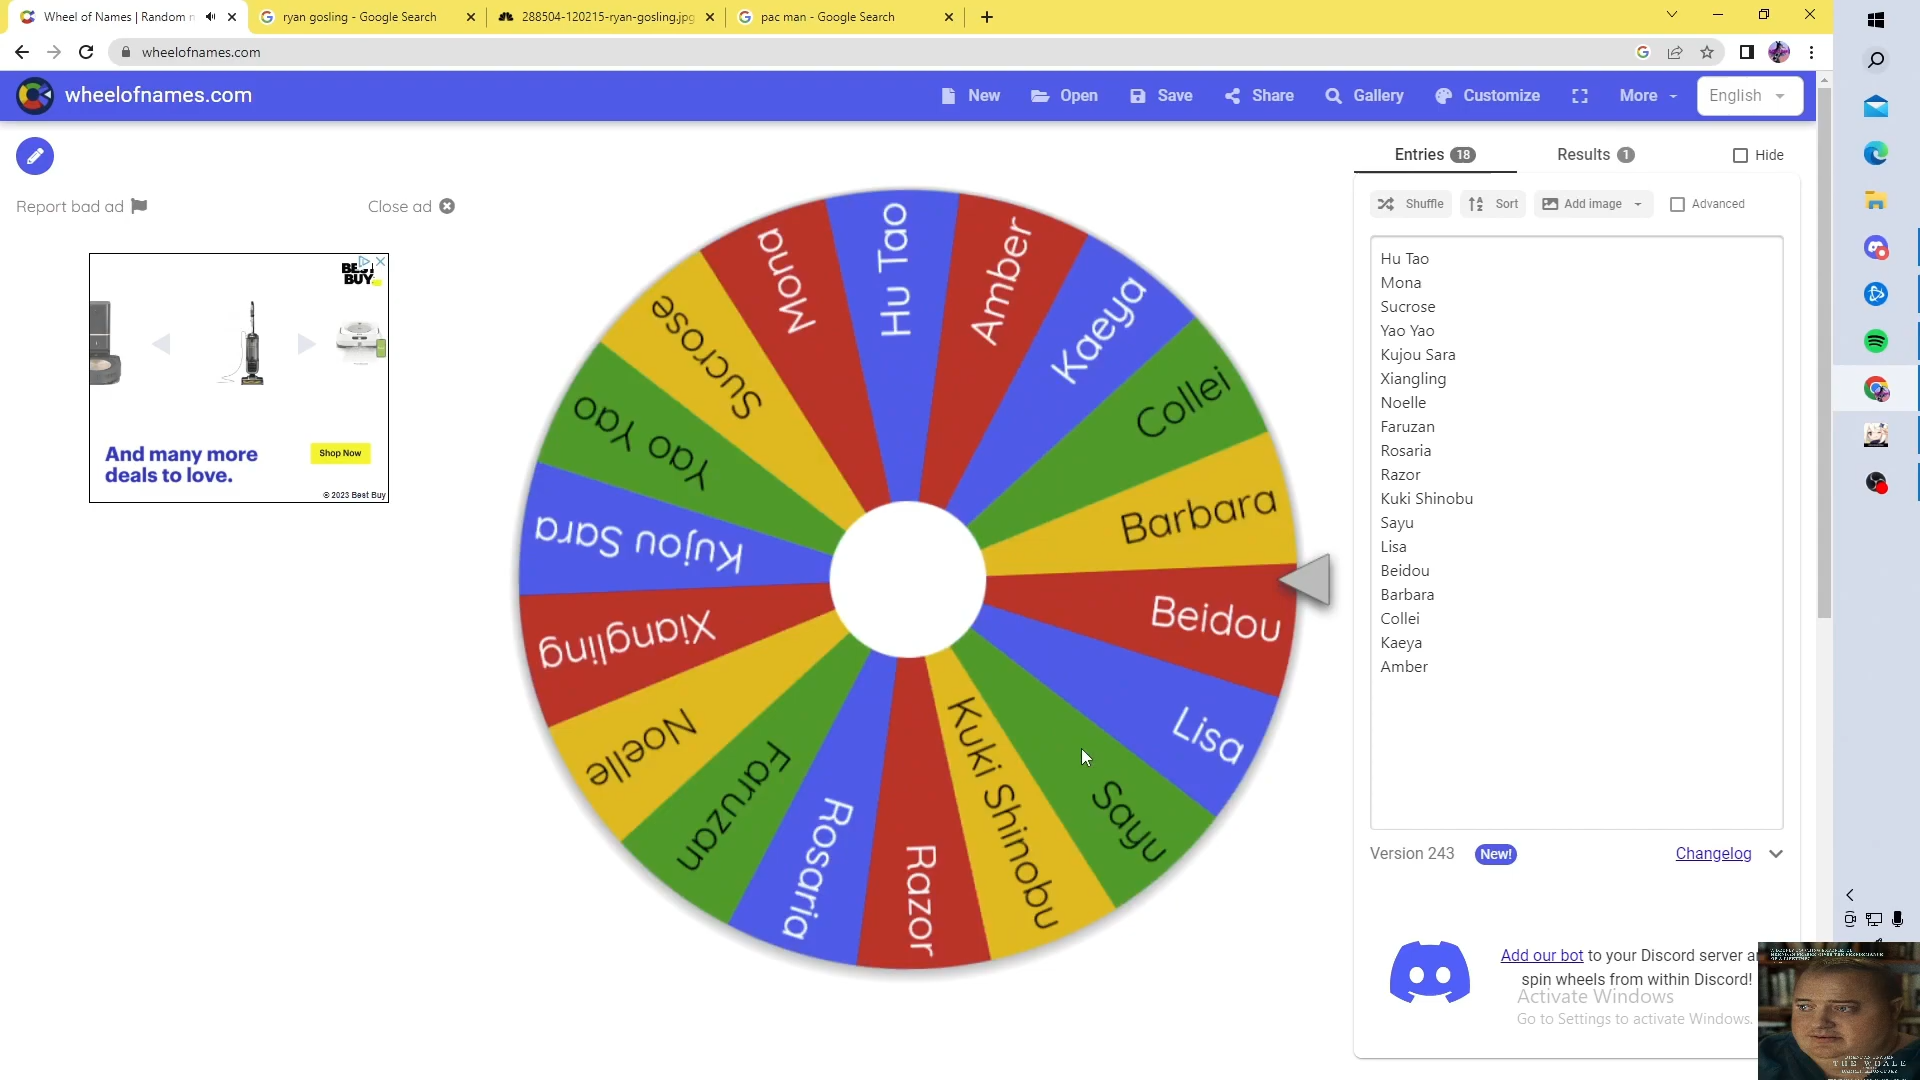 Wheel of Names | Random n
ryan gosling - Google Search
288504-120215-ryan-gosling.jpg
pac man - Google Search
wheelofnames.com
wheelofnames.com
New
Open
Save
Share
Gallery
Customize
More
English
Report bad ad
Close ad
BEST BUY
And many more
deals to love.
Shop Now
© 2023 Best Buy
Hu Tao
Amber
Kaeya
Collei
Barbara
Beidou
Lisa
Sayu
Kuki Shinobu
Razor
Rosaria
Faruzan
Noelle
Xiangling
Kujou Sara
Yao Yao
Sucrose
Mona
Entries 18
Results 1
Hide
Shuffle
Sort
Add image
Advanced
Hu Tao
Mona
Sucrose
Yao Yao
Kujou Sara
Xiangling
Noelle
Faruzan
Rosaria
Razor
Kuki Shinobu
Sayu
Lisa
Beidou
Barbara
Collei
Kaeya
Amber
Version 243
New!
Changelog
Add our bot to your Discord server a
spin wheels from within Discord!
Activate Windows
Go to Settings to activate Windows.
THE WHALE